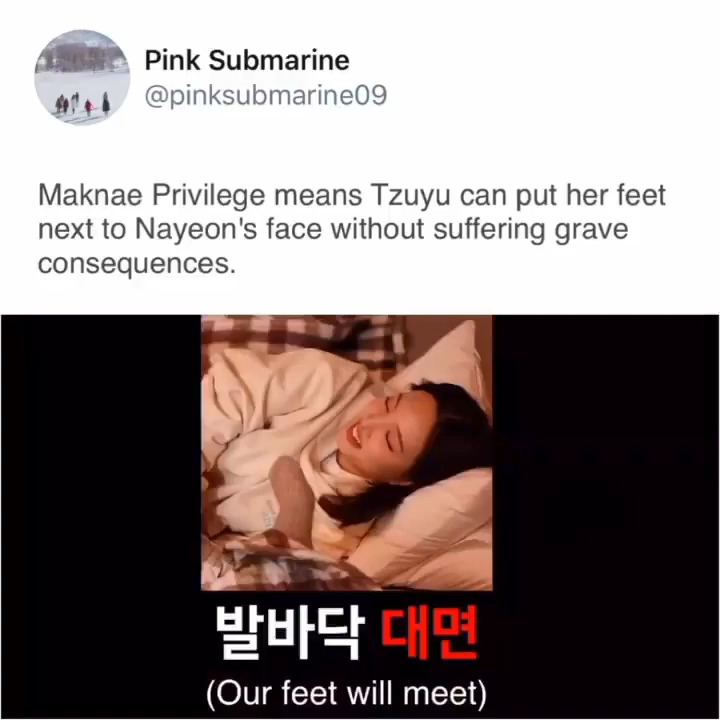 Pink Submarine
@pinksubmarine09
Maknae Privilege means Tzuyu can put her feet
next to Nayeon's face without suffering grave
consequences.
발바닥 대면
(Our feet will meet)